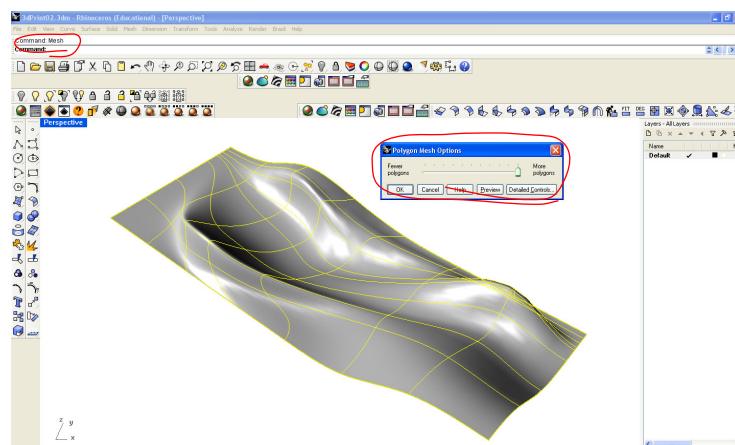 3dPrint02.3dm - Rhinoceros (Educational) - [Perspective]
File Edit View Curve Surface Solid Mesh Dimension Transform Tools Analyze Render Brazil Help
Command: Mesh
Command:
Perspective
Polygon Mesh Options
Fewer polygons
More polygons
OK Cancel Help Preview Detailed Controls...
Layers - All Layers
Name
Default
z y
x